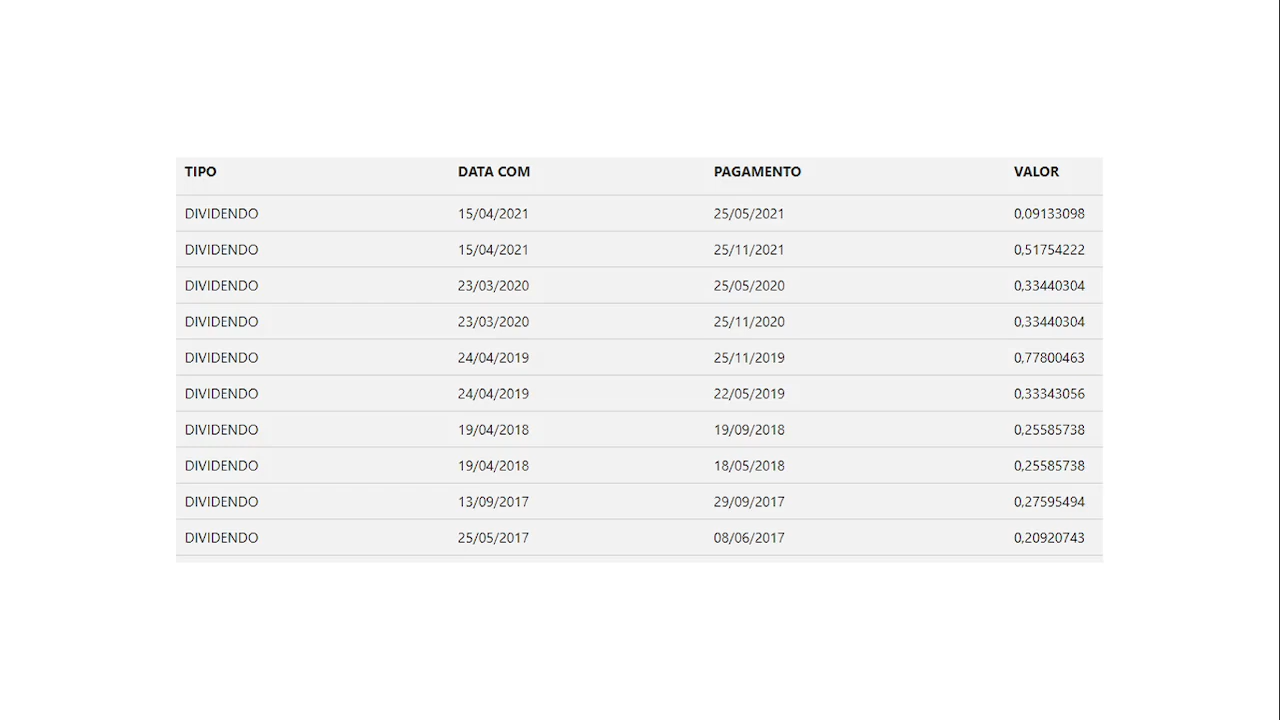 TIPO DATA COM PAGAMENTO VALOR
DIVIDENDO 15/04/2021 25/05/2021 0,09133098
DIVIDENDO 15/04/2021 25/11/2021 0,51754222
DIVIDENDO 23/03/2020 25/05/2020 0,33440304
DIVIDENDO 23/03/2020 25/11/2020 0,33440304
DIVIDENDO 24/04/2019 25/11/2019 0,77800463
DIVIDENDO 24/04/2019 22/05/2019 0,33343056
DIVIDENDO 19/04/2018 19/09/2018 0,25585738
DIVIDENDO 19/04/2018 18/05/2018 0,25585738
DIVIDENDO 13/09/2017 29/09/2017 0,27595494
DIVIDENDO 25/05/2017 08/06/2017 0,20920743